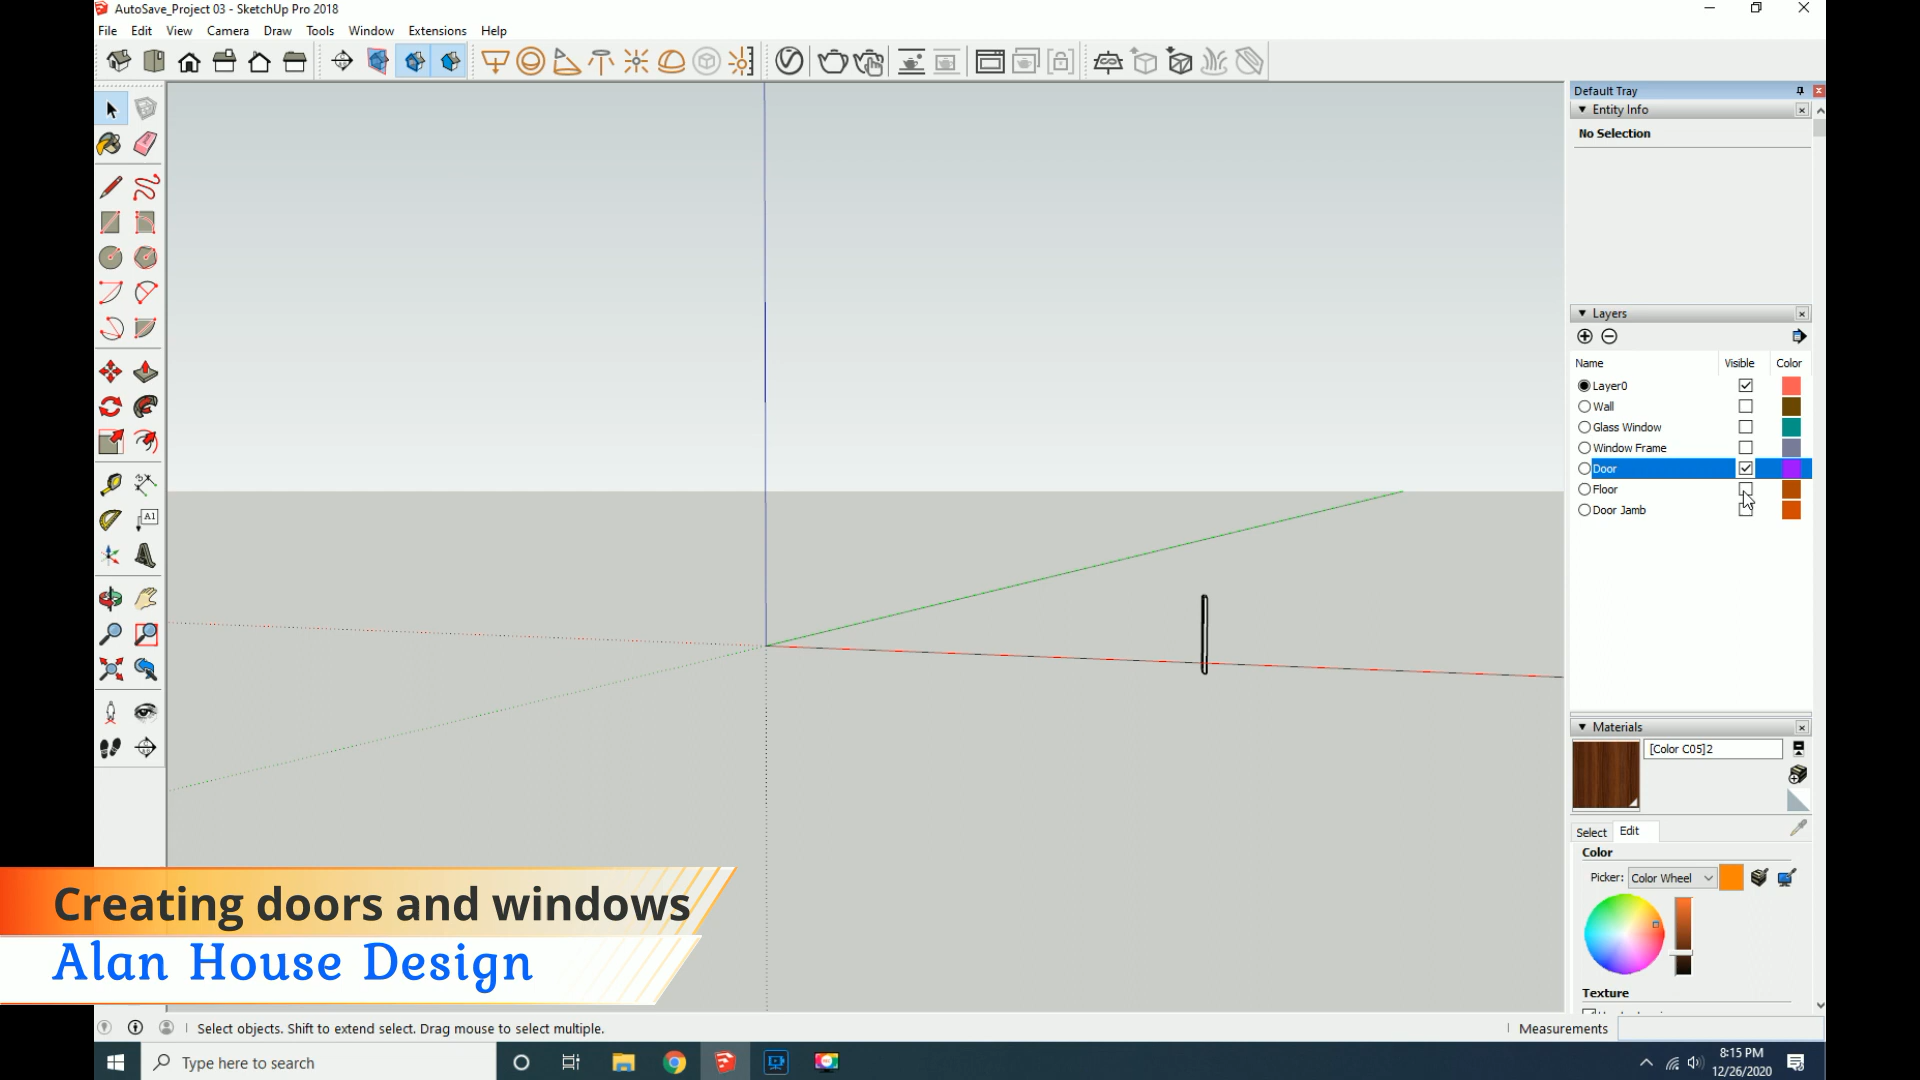 AutoSave_Project 03 - SketchUp Pro 2018
File Edit View Camera Draw Tools Window Extensions Help
Default Tray
Entity Info
No Selection
Layers
Name Visible Color
Layer0
Wall
Glass Window
Window Frame
Door
Floor
Door Jamb
A1
Materials
[Color C05]2
Select Edit
Color
Picker: Color Wheel
Texture
Creating doors and windows
Alan House Design
Select objects. Shift to extend select. Drag mouse to select multiple.
Measurements
Type here to search
8:15 PM
12/26/2020